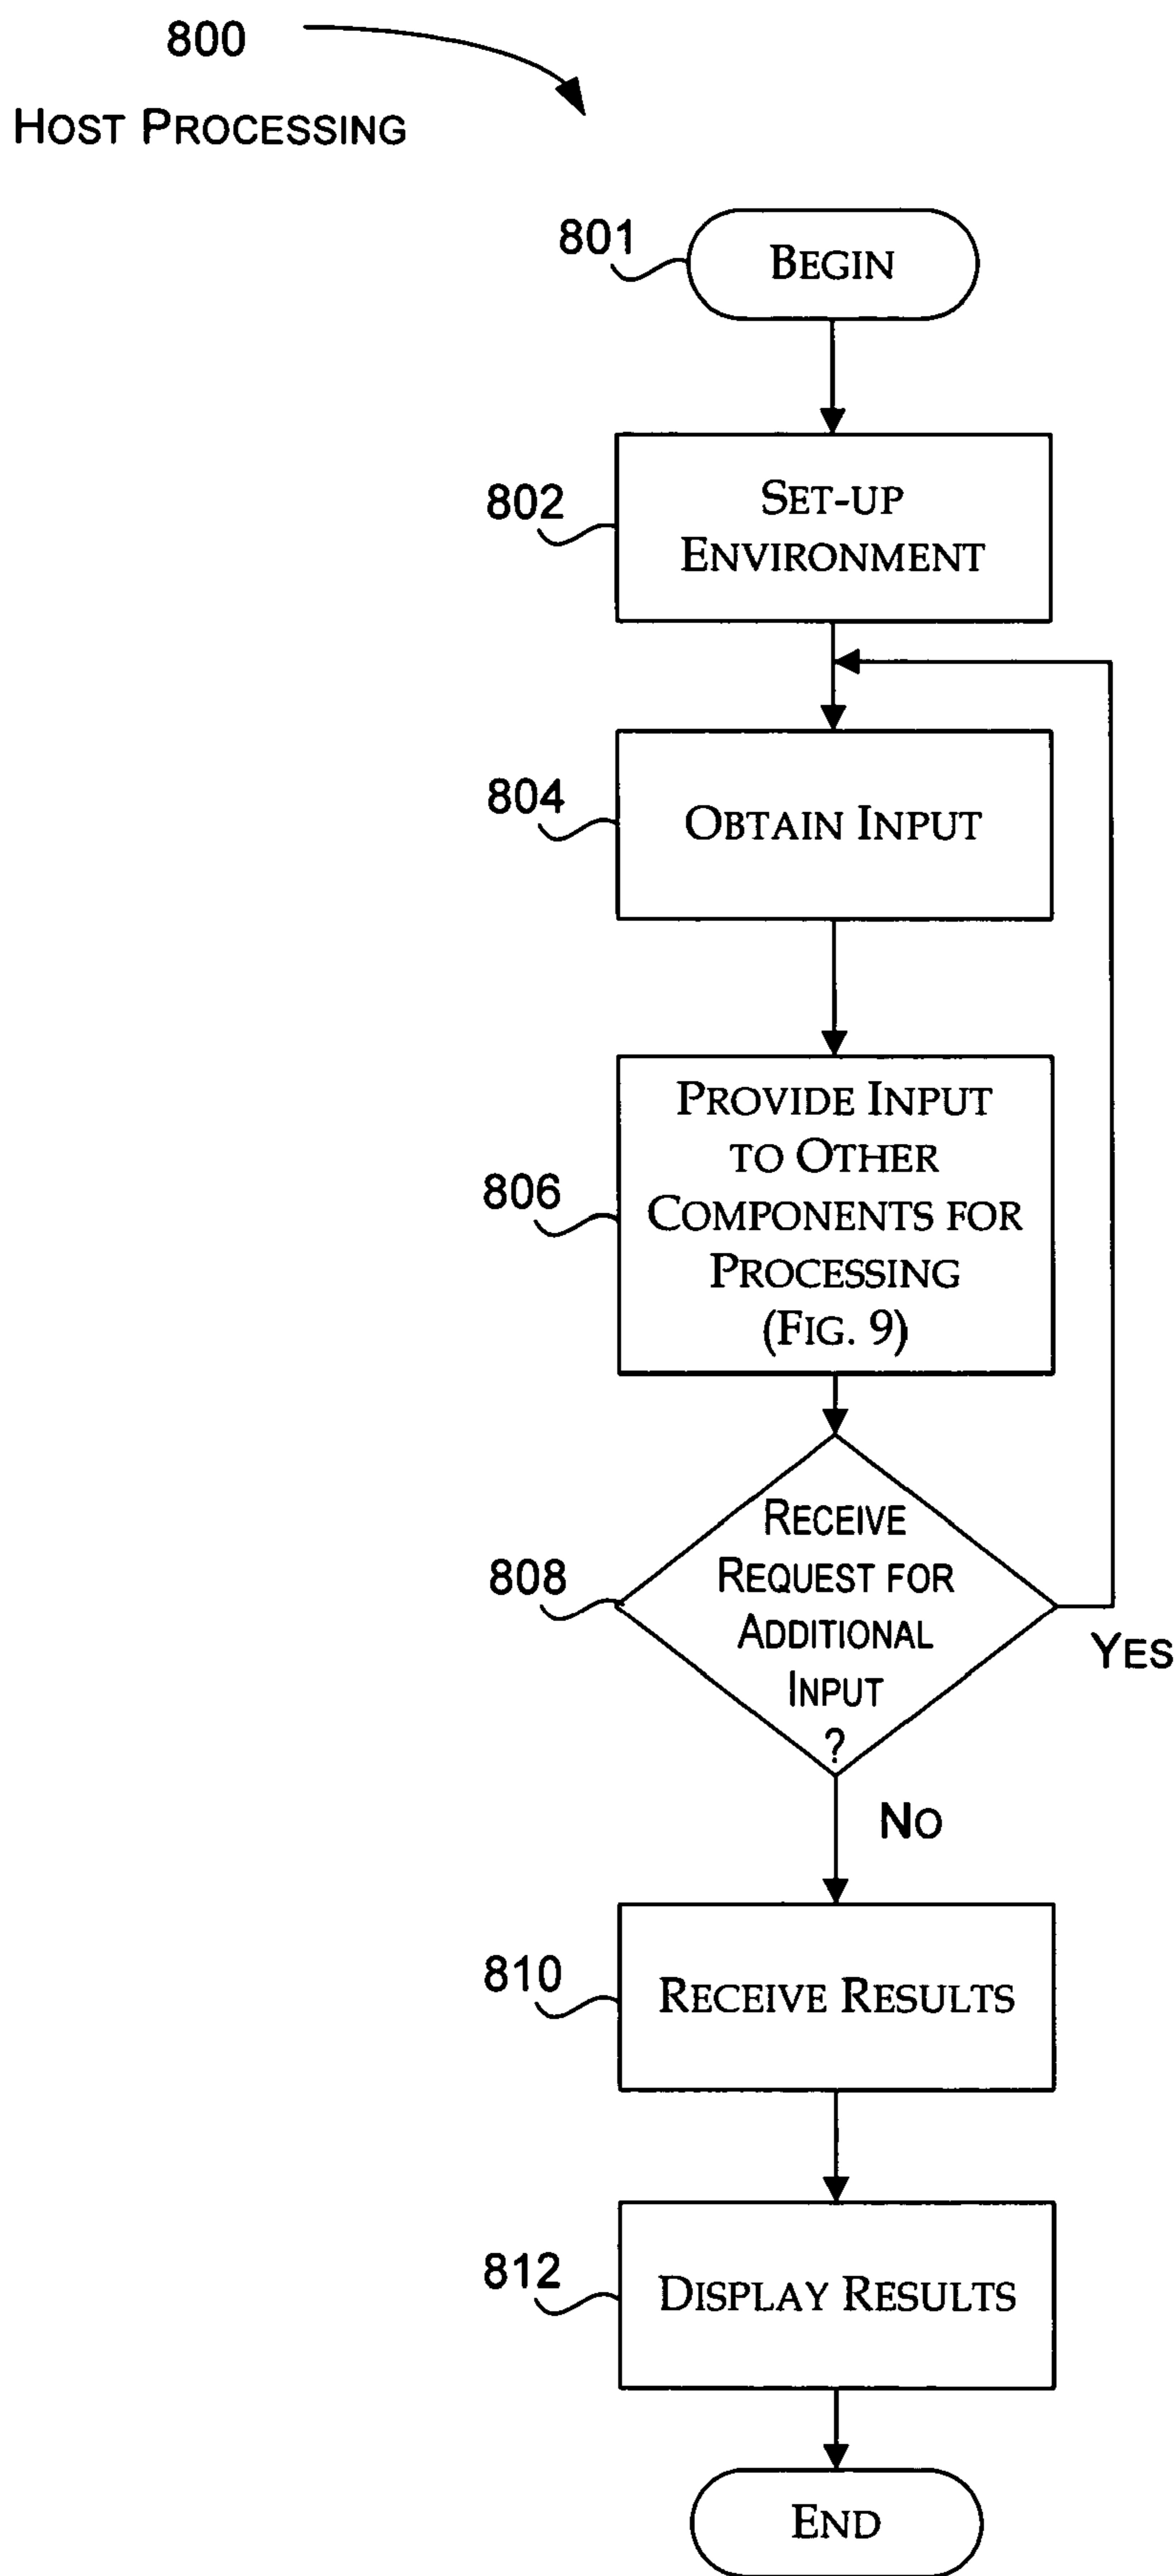 800
HOST PROCESSING
801
BEGIN
802
SET-UP
ENVIRONMENT
804
OBTAIN INPUT
806
PROVIDE INPUT
TO OTHER
COMPONENTS FOR
PROCESSING
(FIG. 9)
808
RECEIVE
REQUEST FOR
ADDITIONAL
INPUT
?
YES
NO
810
RECEIVE RESULTS
812
DISPLAY RESULTS
END